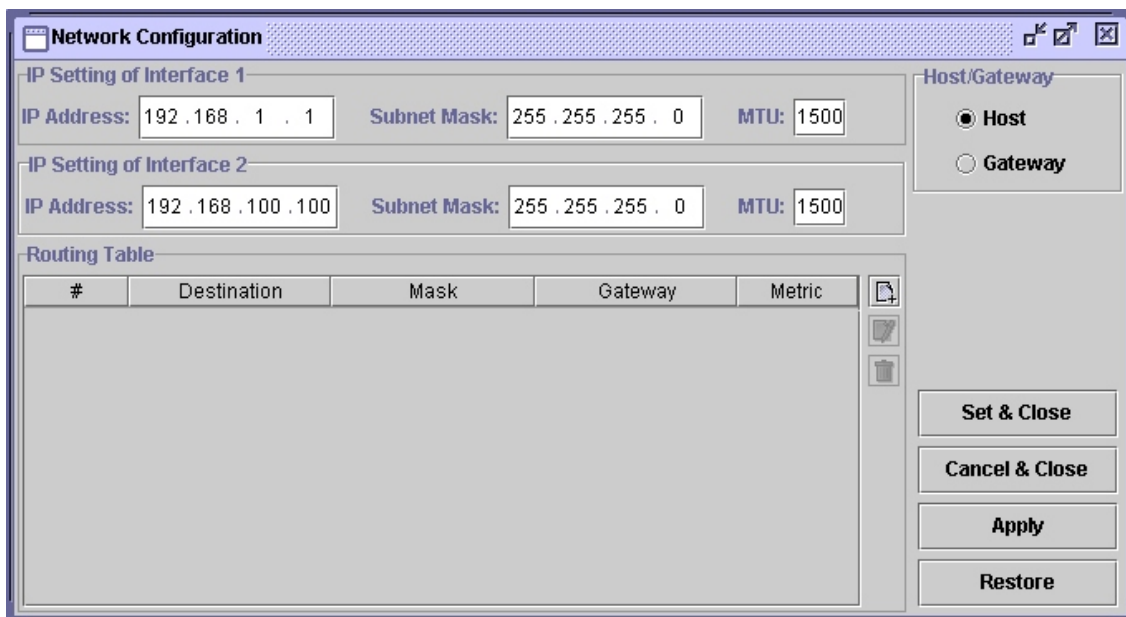 Network Configuration
IP Setting of Interface 1
IP Address: 192 . 168 . 1 . 1 Subnet Mask: 255 . 255 . 255 . 0 MTU: 1500
IP Setting of Interface 2
IP Address: 192 . 168 . 100 . 100 Subnet Mask: 255 . 255 . 255 . 0 MTU: 1500
Host/Gateway
Host
Gateway
Routing Table
# Destination Mask Gateway Metric
Set & Close
Cancel & Close
Apply
Restore